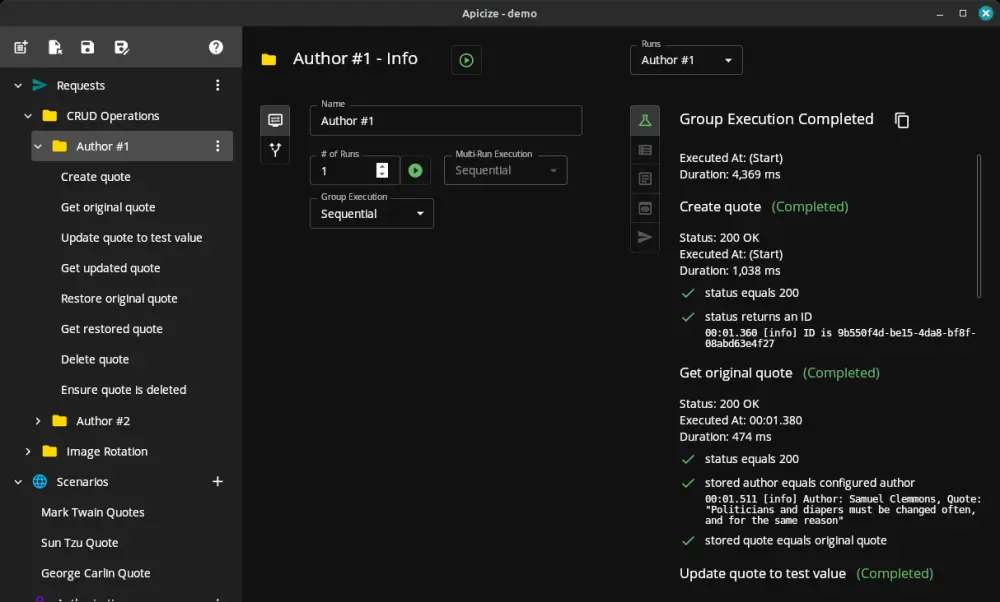 Apicize - demo
Requests
CRUD Operations
Author #1
Create quote
Get original quote
Update quote to test value
Get updated quote
Restore original quote
Get restored quote
Delete quote
Ensure quote is deleted
Author #2
Image Rotation
Scenarios
Mark Twain Quotes
Sun Tzu Quote
George Carlin Quote
Author #1 - Info
Name
Author #1
# of Runs
1
Multi-Run Execution
Sequential
Group Execution
Sequential
Runs
Author #1
Group Execution Completed
Executed At: (Start)
Duration: 4,369 ms
Create quote (Completed)
Status: 200 OK
Executed At: (Start)
Duration: 1,038 ms
status equals 200
status returns an ID
00:01.360 [info] ID is 9b550f4d-be15-4da8-bf8f-
08abd63e4f27
Get original quote (Completed)
Status: 200 OK
Executed At: 00:01.380
Duration: 474 ms
status equals 200
stored author equals configured author
00:01.511 [info] Author: Samuel Clemmons, Quote:
"Politicians and diapers must be changed often,
and for the same reason"
stored quote equals original quote
Update quote to test value (Completed)